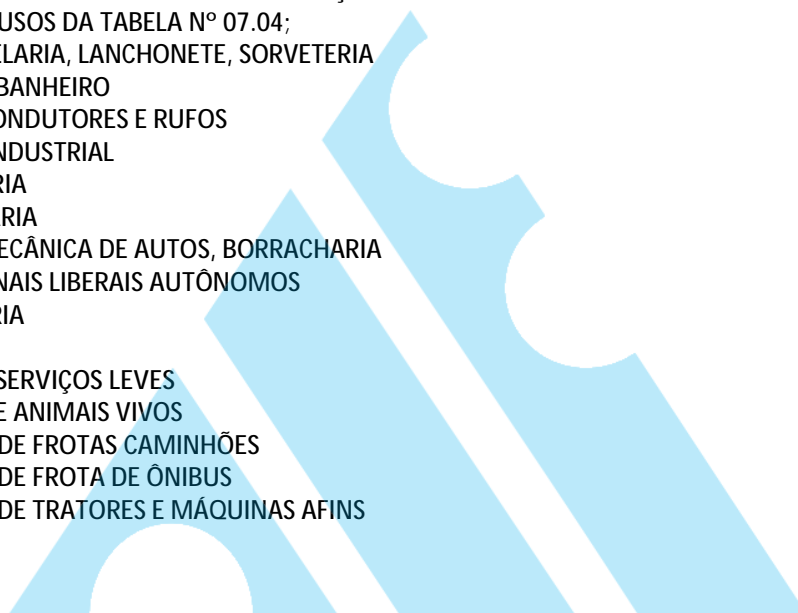 USOS DA TABELA Nº 07.04;
ELARIA, LANCHONETE, SORVETERIA
BANHEIRO
ONDUTORES E RUFOS
NDUSTRIAL
RIA
ARIA
ECÂNICA DE AUTOS, BORRACHARIA
NAIS LIBERAIS AUTÔNOMOS
RIA
SERVIÇOS LEVES
E ANIMAIS VIVOS
DE FROTAS CAMINHÕES
DE FROTA DE ÔNIBUS
DE TRATORES E MÁQUINAS AFINS